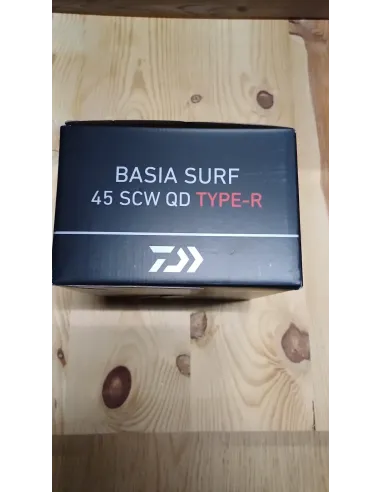 BASIA SURF
45 SCW QD TYPE-R